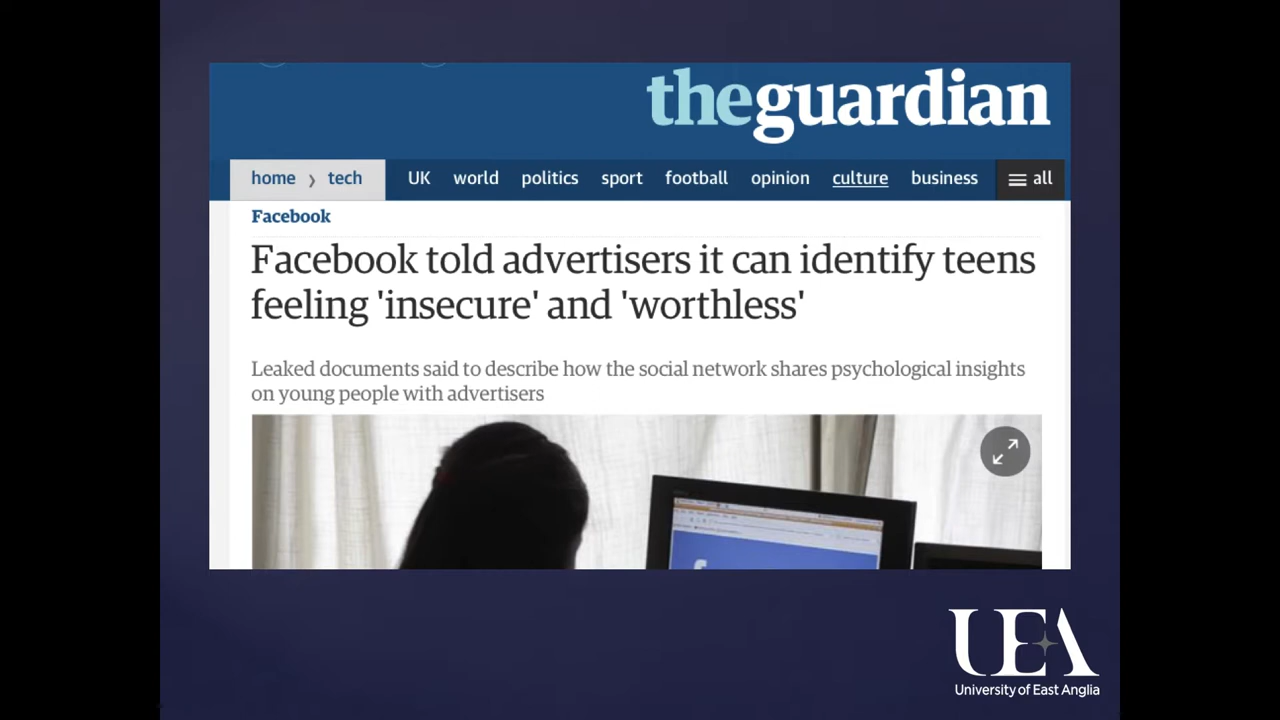 theguardian
home › tech UK world politics sport football opinion culture business all
Facebook
Facebook told advertisers it can identify teens
feeling 'insecure' and 'worthless'
Leaked documents said to describe how the social network shares psychological insights
on young people with advertisers
f
UEA
University of East Anglia